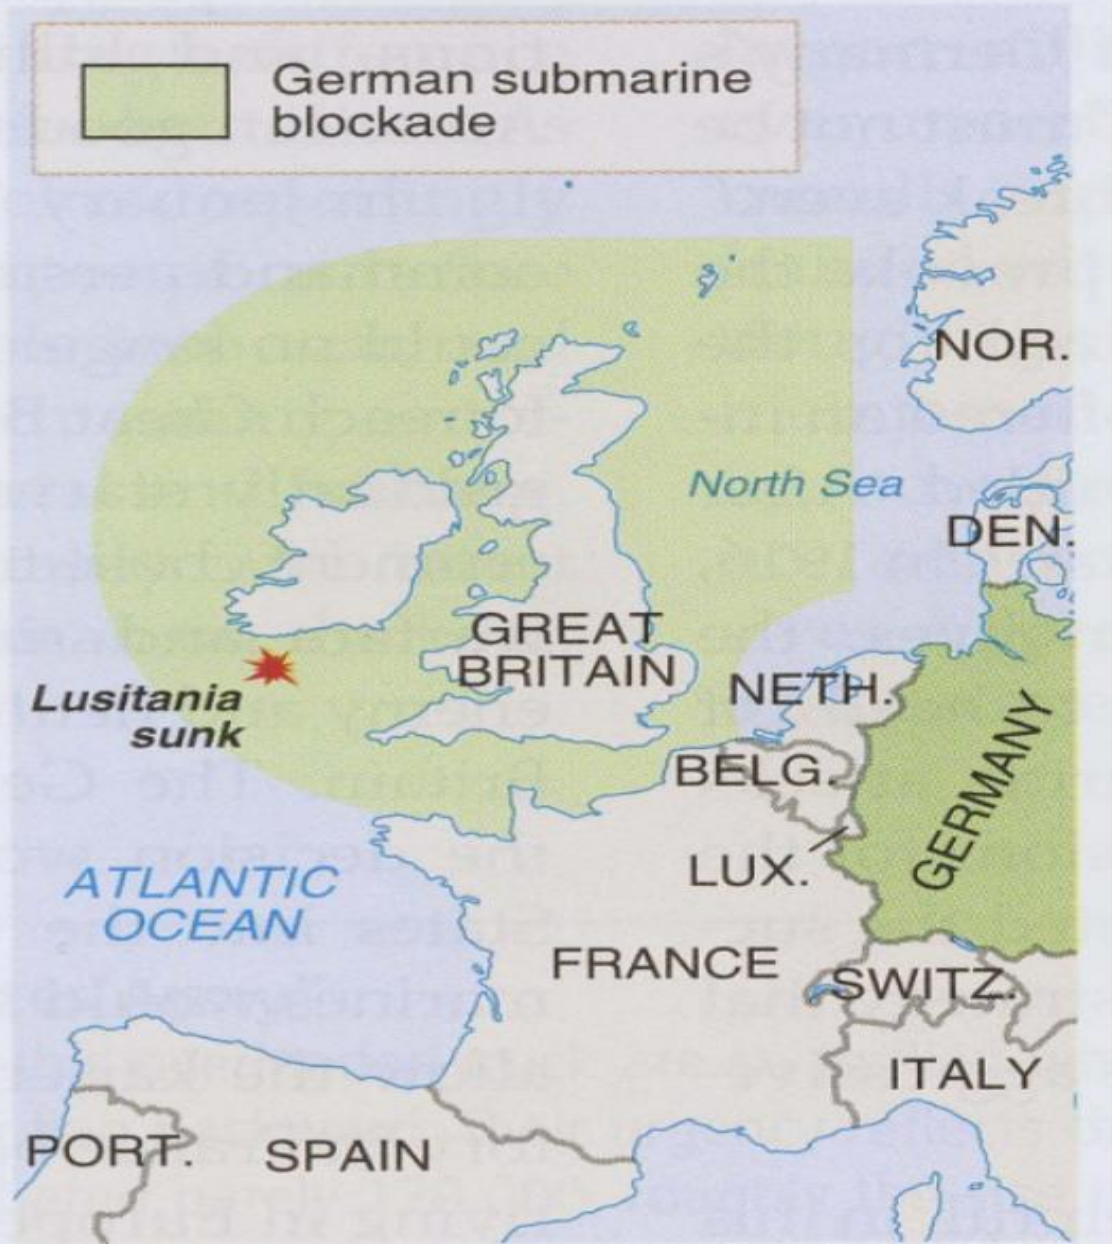 German submarine
blockade
NOR.
North Sea
DEN.
GREAT
BRITAIN
NETH.
Lusitania
sunk
BELG.
GERMANY
LUX.
ATLANTIC
OCEAN
FRANCE
SWITZ.
ITALY
PORT.
SPAIN